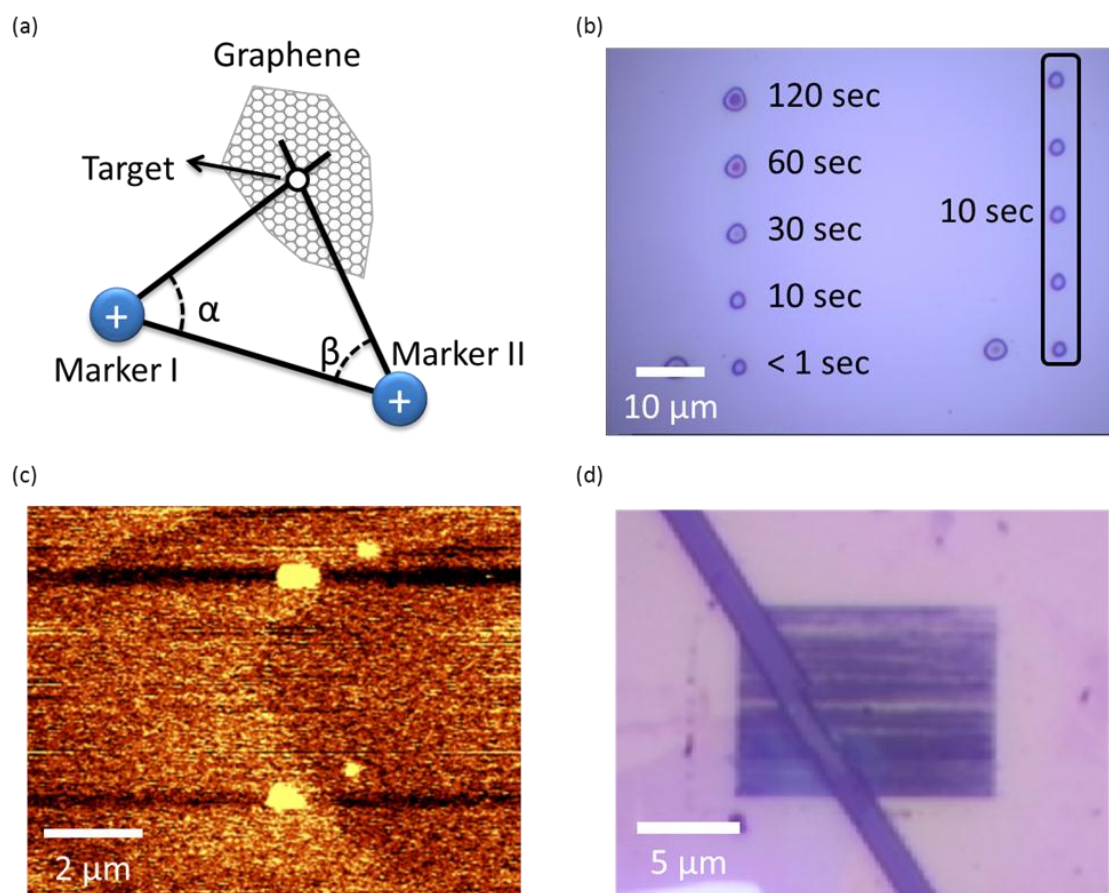 (a)
Graphene
Target
α
β
Marker I
Marker II
(b)
120 sec
60 sec
30 sec
10 sec
< 1 sec
10 sec
10 μm
(c)
2 μm
(d)
5 μm